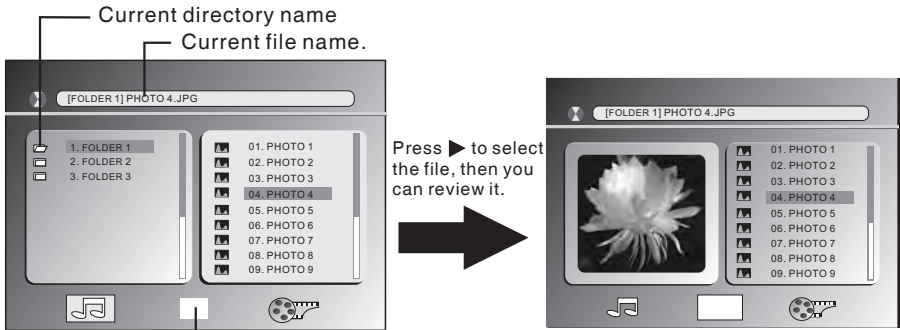 Current directory name
Current file name.
[FOLDER 1] PHOTO 4.JPG
1. FOLDER 1
2. FOLDER 2
3. FOLDER 3
01. PHOTO 1
02. PHOTO 2
03. PHOTO 3
04. PHOTO 4
05. PHOTO 5
06. PHOTO 6
07. PHOTO 7
08. PHOTO 8
09. PHOTO 9
Press ▶ to select
the file, then you
can review it.
[FOLDER 1] PHOTO 4.JPG
01. PHOTO 1
02. PHOTO 2
03. PHOTO 3
04. PHOTO 4
05. PHOTO 5
06. PHOTO 6
07. PHOTO 7
08. PHOTO 8
09. PHOTO 9